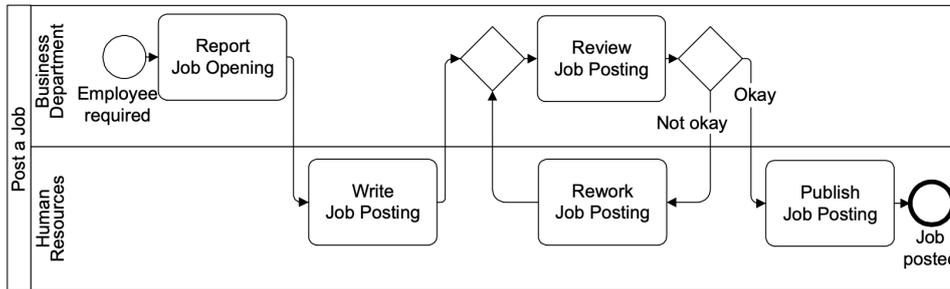 Post a Job
Business
Department
Employee
required
Report
Job Opening
Review
Job Posting
Okay
Not okay
Human
Resources
Write
Job Posting
Rework
Job Posting
Publish
Job Posting
Job
poste